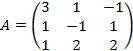 A = (3 1 −1
1 −1 1
1 2 2)